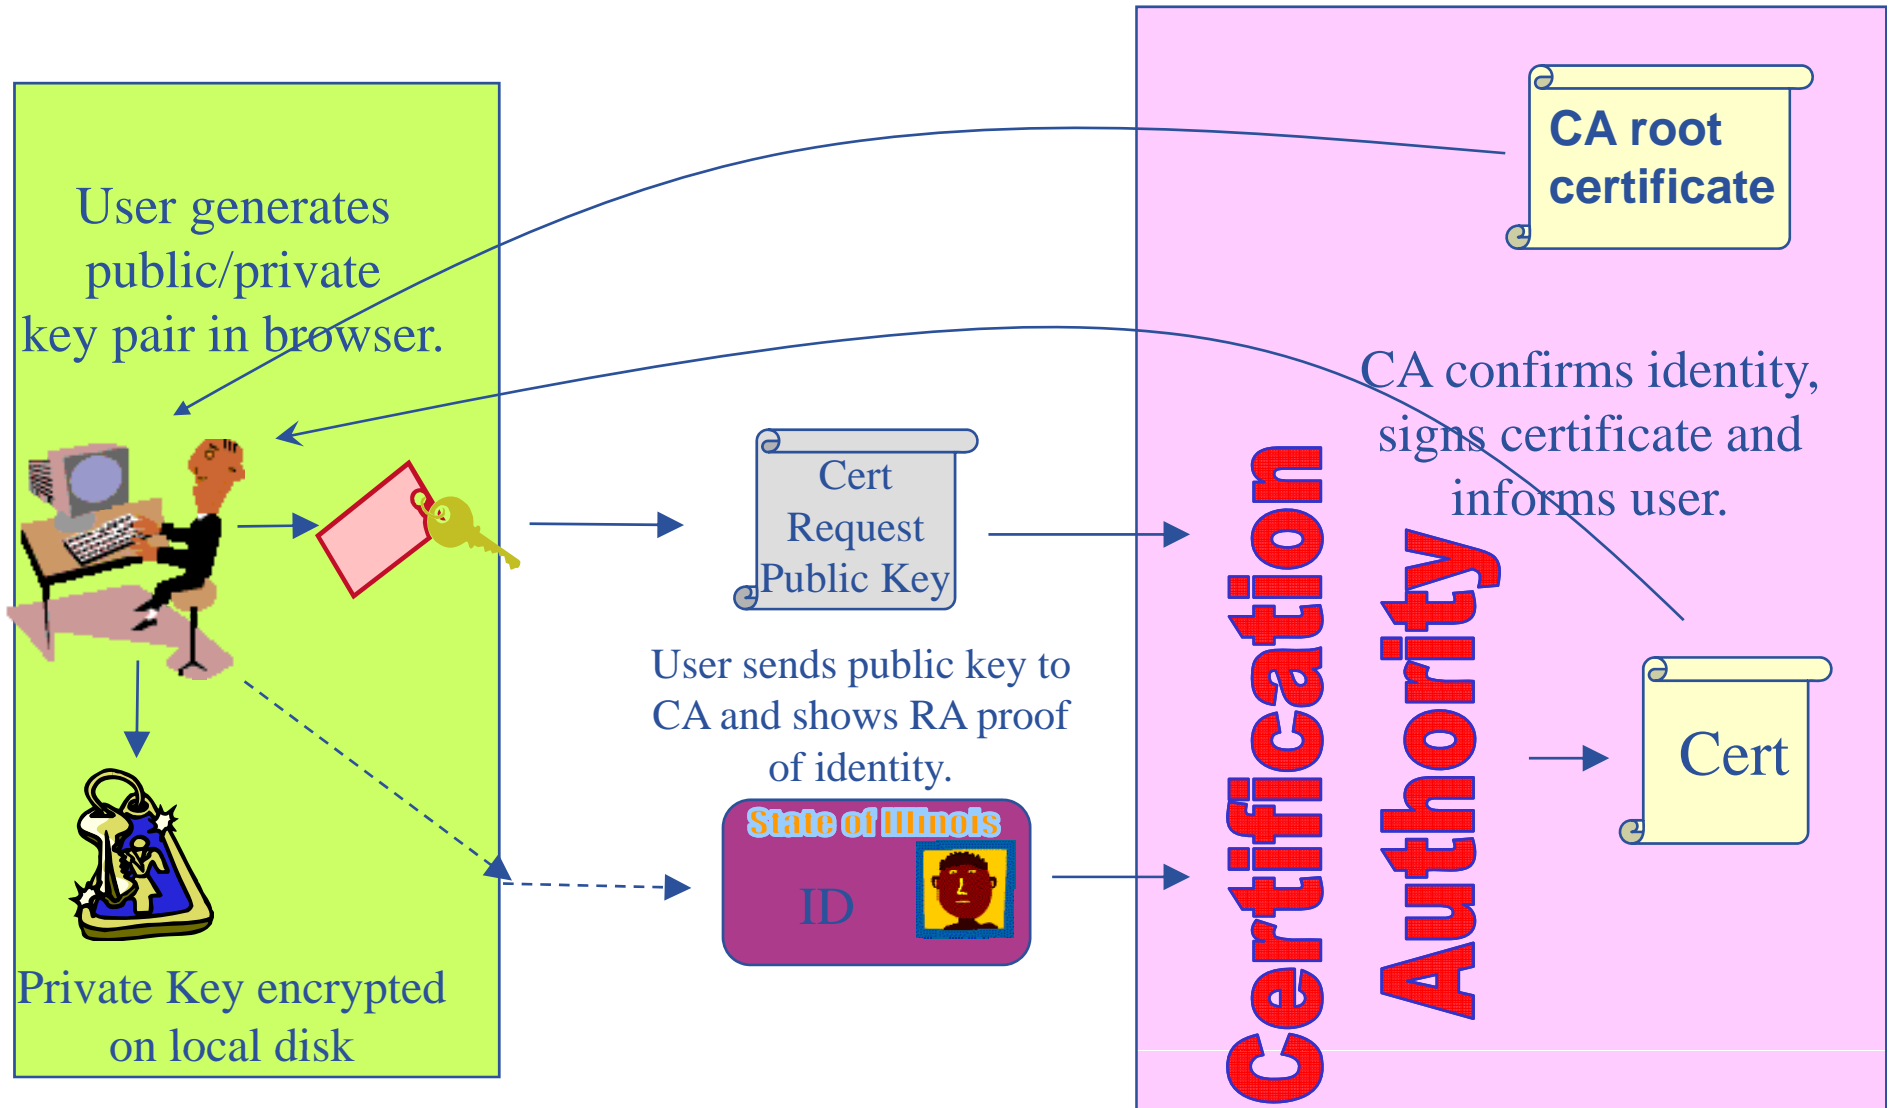 User generates
public/private
key pair in browser.
Private Key encrypted
on local disk
Cert
Request
Public Key
User sends public key to
CA and shows RA proof
of identity.
State of Illinois
ID
Certification
Authority
CA root
certificate
CA confirms identity,
signs certificate and
informs user.
Cert